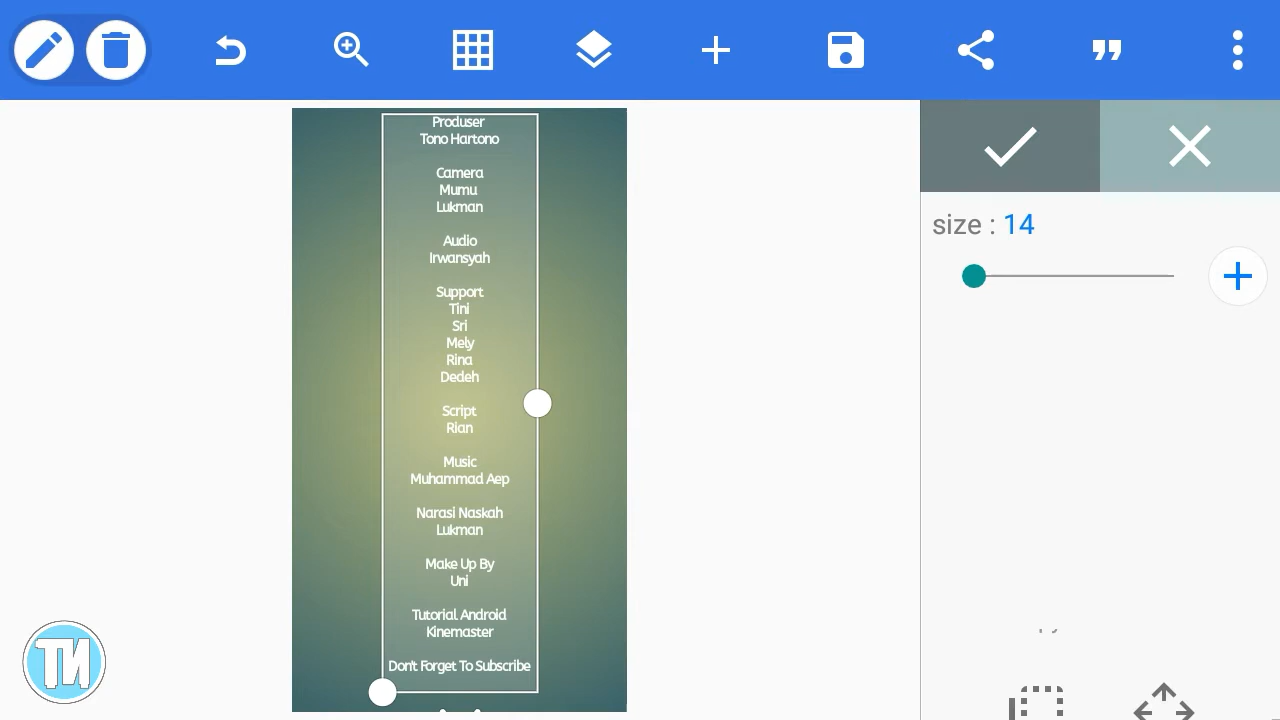 Produser
Tono Hartono
Camera
Mumu
Lukman
Audio
Irwansyah
Support
Tini
Sri
Mely
Rina
Dedeh
Script
Rian
Music
Muhammad Aep
Narasi Naskah
Lukman
Make Up By
Uni
Tutorial Android
Kinemaster
Don't Forget To Subscribe
size : 14